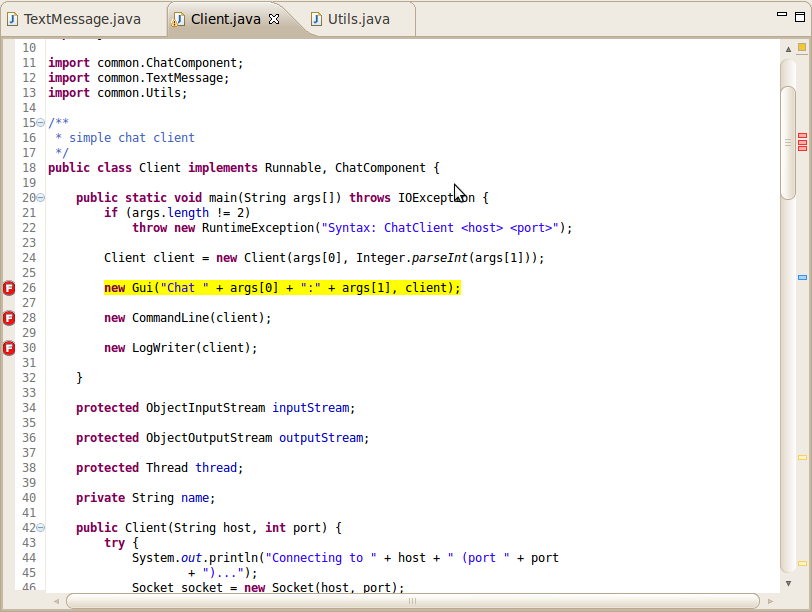 TextMessage.java Client.java Utils.java
10
11 import common.ChatComponent;
12 import common.TextMessage;
13 import common.Utils;
14
15 /**
16 * simple chat client
17 */
18 public class Client implements Runnable, ChatComponent {
19
20 public static void main(String args[]) throws IOException {
21 if (args.length != 2)
22 throw new RuntimeException("Syntax: ChatClient <host> <port>");
23
24 Client client = new Client(args[0], Integer.parseInt(args[1]));
25
26 new Gui("Chat " + args[0] + ":" + args[1], client);
27
28 new CommandLine(client);
29
30 new LogWriter(client);
31
32 }
33
34 protected ObjectInputStream inputStream;
35
36 protected ObjectOutputStream outputStream;
37
38 protected Thread thread;
39
40 private String name;
41
42 public Client(String host, int port) {
43 try {
44 System.out.println("Connecting to " + host + " (port " + port
45 + ")...");
46 Socket socket = new Socket(host, port);